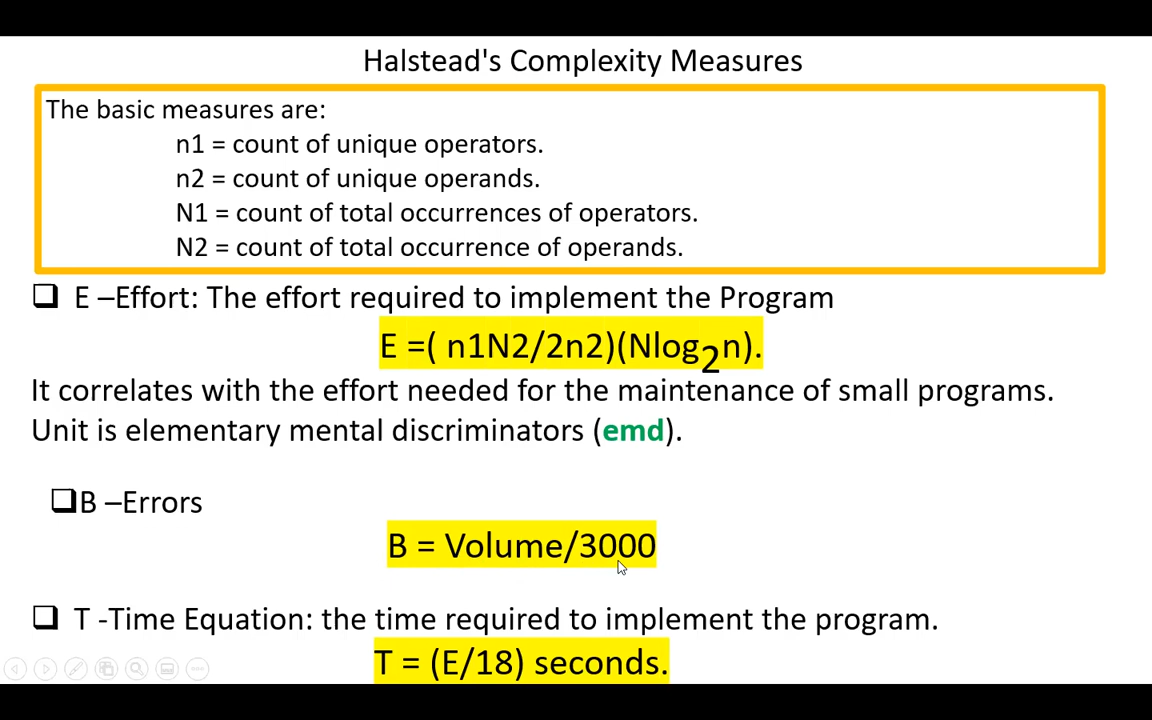 Halstead's Complexity Measures
The basic measures are:
n1 = count of unique operators.
n2 = count of unique operands.
N1 = count of total occurrences of operators.
N2 = count of total occurrence of operands.
E –Effort: The effort required to implement the Program
E =( n1N2/2n2)(Nlog2n).
It correlates with the effort needed for the maintenance of small programs.
Unit is elementary mental discriminators (emd).
B –Errors
B = Volume/3000
T -Time Equation: the time required to implement the program.
T = (E/18) seconds.